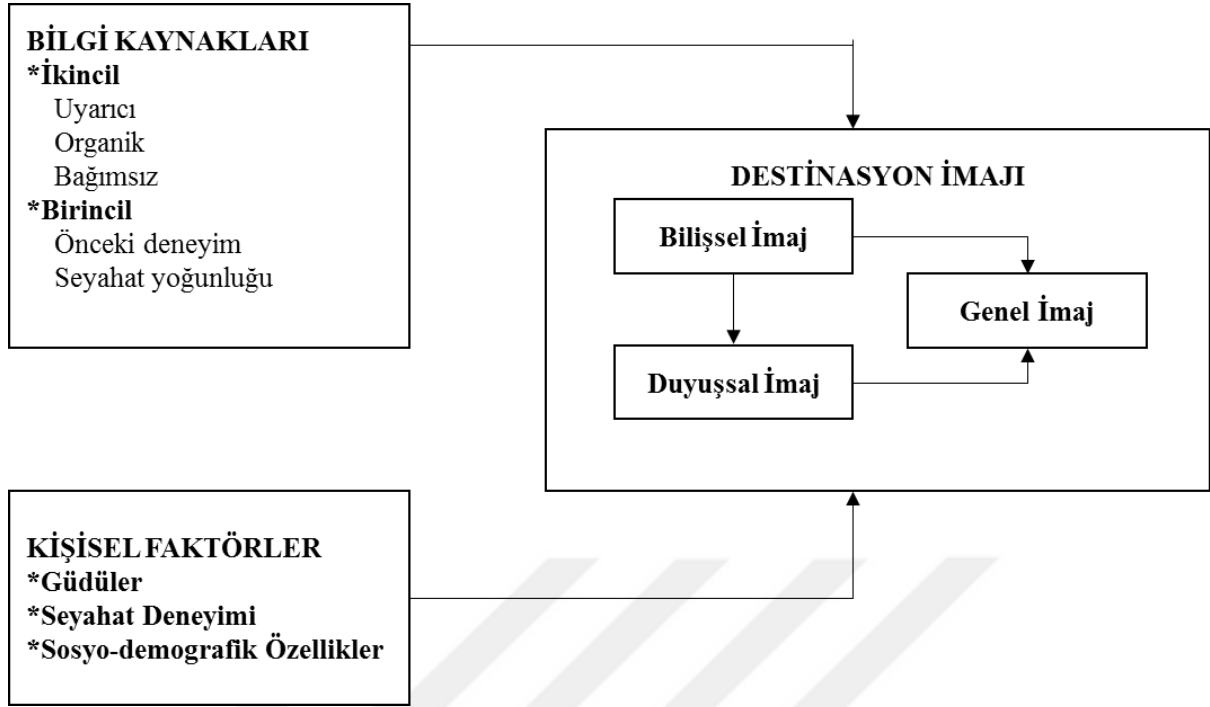 BİLGİ KAYNAKLARI
*İkincil
Uyarıcı
Organik
Bağımsız
*Birincil
Önceki deneyim
Seyahat yoğunluğu
DESTİNASYON İMAJI
Bilişsel İmaj
Genel İmaj
Duyuşsal İmaj
KİŞİSEL FAKTÖRLER
*Güdüler
*Seyahat Deneyimi
*Sosyo-demografik Özellikler